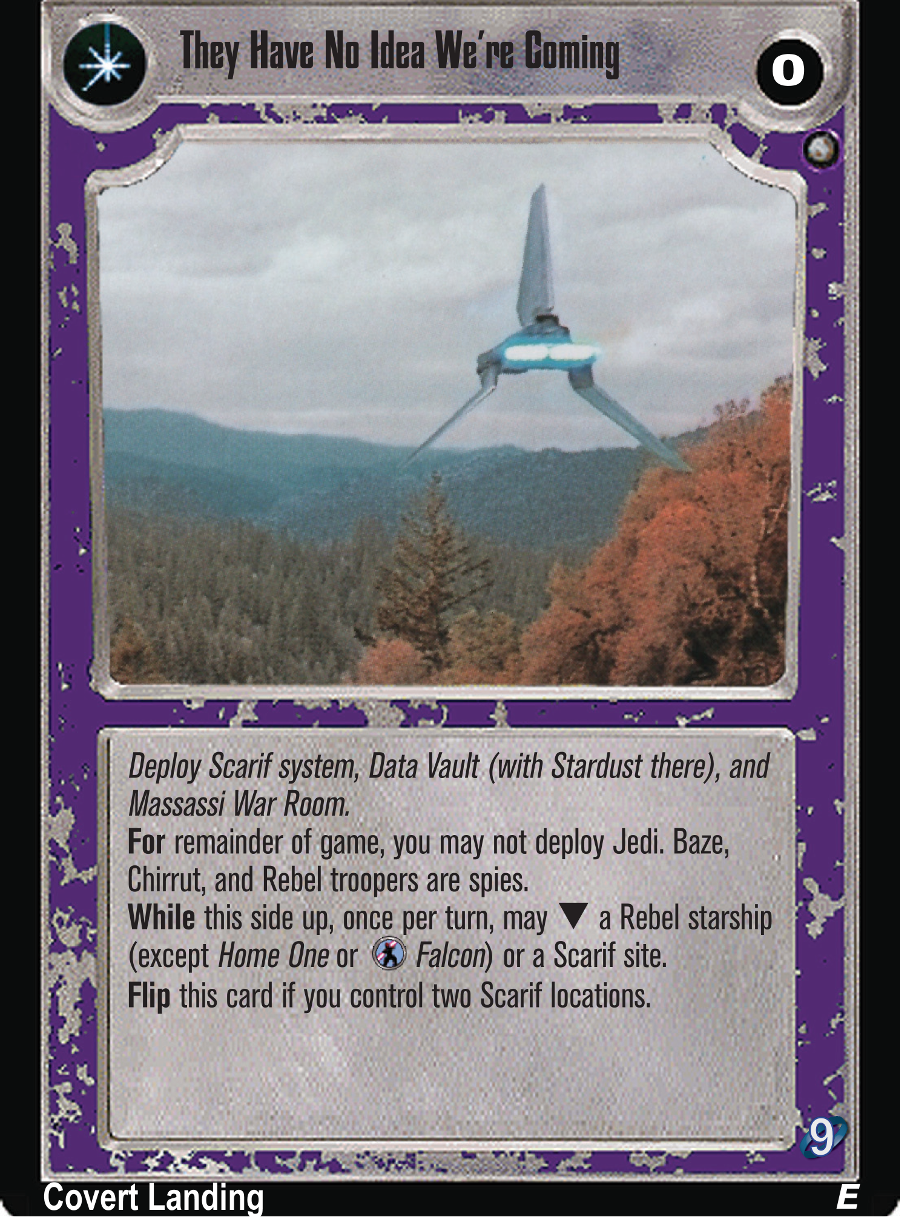 They Have No Idea We're Coming
0
Deploy Scarif system, Data Vault (with Stardust there), and
Massassi War Room.
For remainder of game, you may not deploy Jedi. Baze,
Chirrut, and Rebel troopers are spies.
While this side up, once per turn, may ▼ a Rebel starship
(except Home One or Falcon) or a Scarif site.
Flip this card if you control two Scarif locations.
9
Covert Landing
E